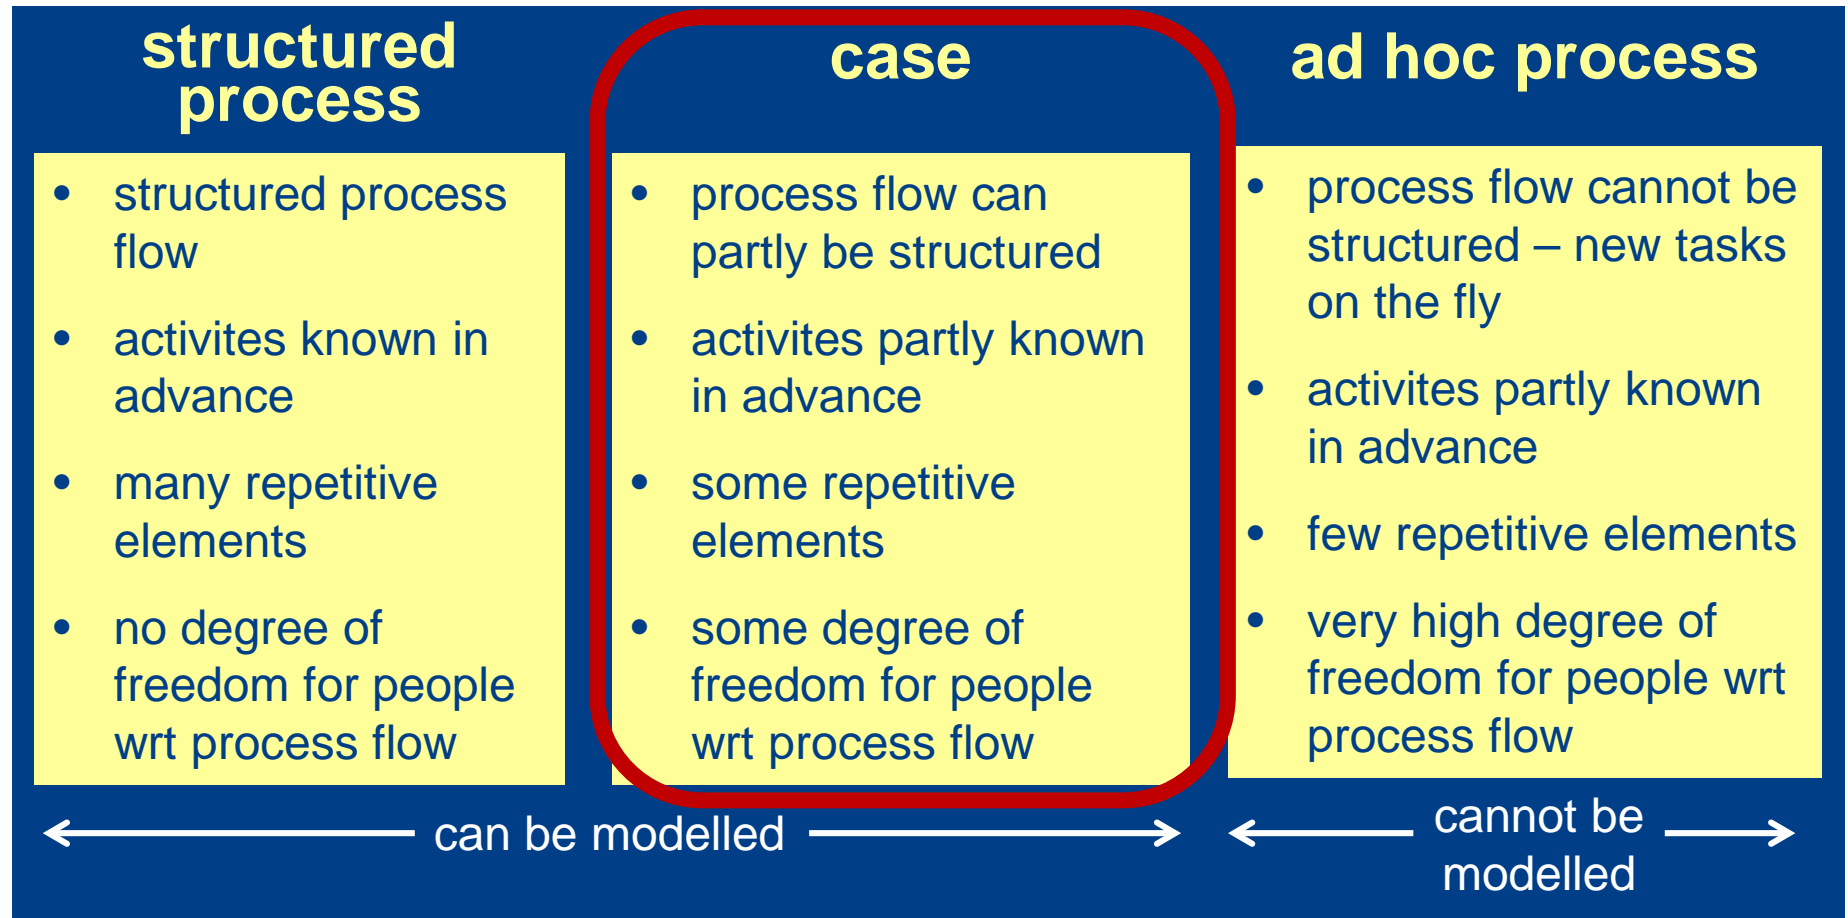 structured
process
• structured process
flow
• activites known in
advance
• many repetitive
elements
• no degree of
freedom for people
wrt process flow
case
• process flow can
partly be structured
• activites partly known
in advance
• some repetitive
elements
• some degree of
freedom for people
wrt process flow
ad hoc process
• process flow cannot be
structured – new tasks
on the fly
• activites partly known
in advance
• few repetitive elements
• very high degree of
freedom for people wrt
process flow
can be modelled
cannot be
modelled